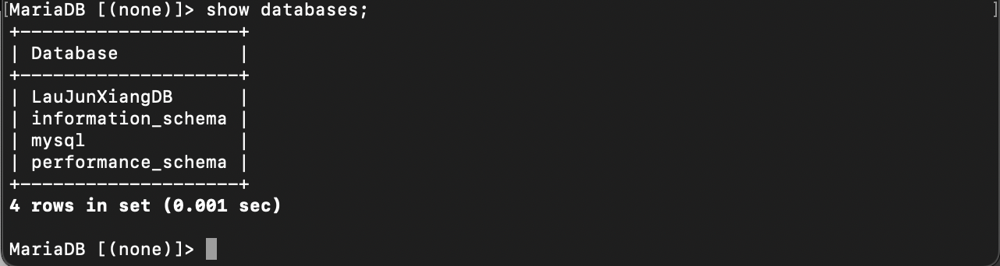 [MariaDB [(none)]> show databases; ]
+--------------------+
| Database           |
+--------------------+
| LauJunXiangDB      |
| information_schema |
| mysql              |
| performance_schema |
+--------------------+
4 rows in set (0.001 sec)
MariaDB [(none)]>